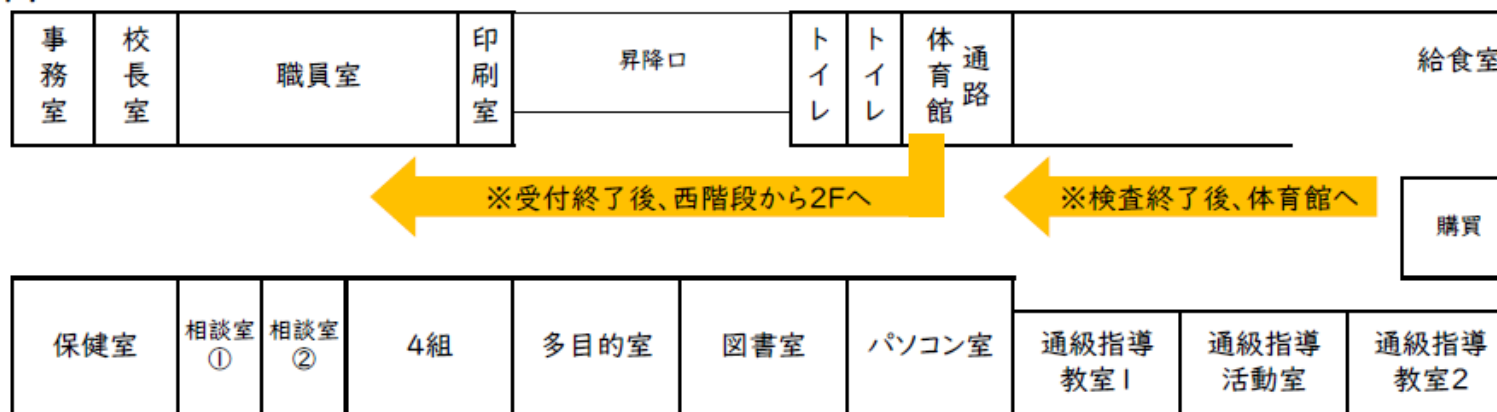 事務室
校長室
職員室
印刷室
昇降口
トイレ
トイレ
体育館
通路
給食室
※受付終了後、西階段から2Fへ
※検査終了後、体育館へ
購買
保健室
相談室
①
相談室
②
4組
多目的室
図書室
パソコン室
通級指導
教室1
通級指導
活動室
通級指導
教室2